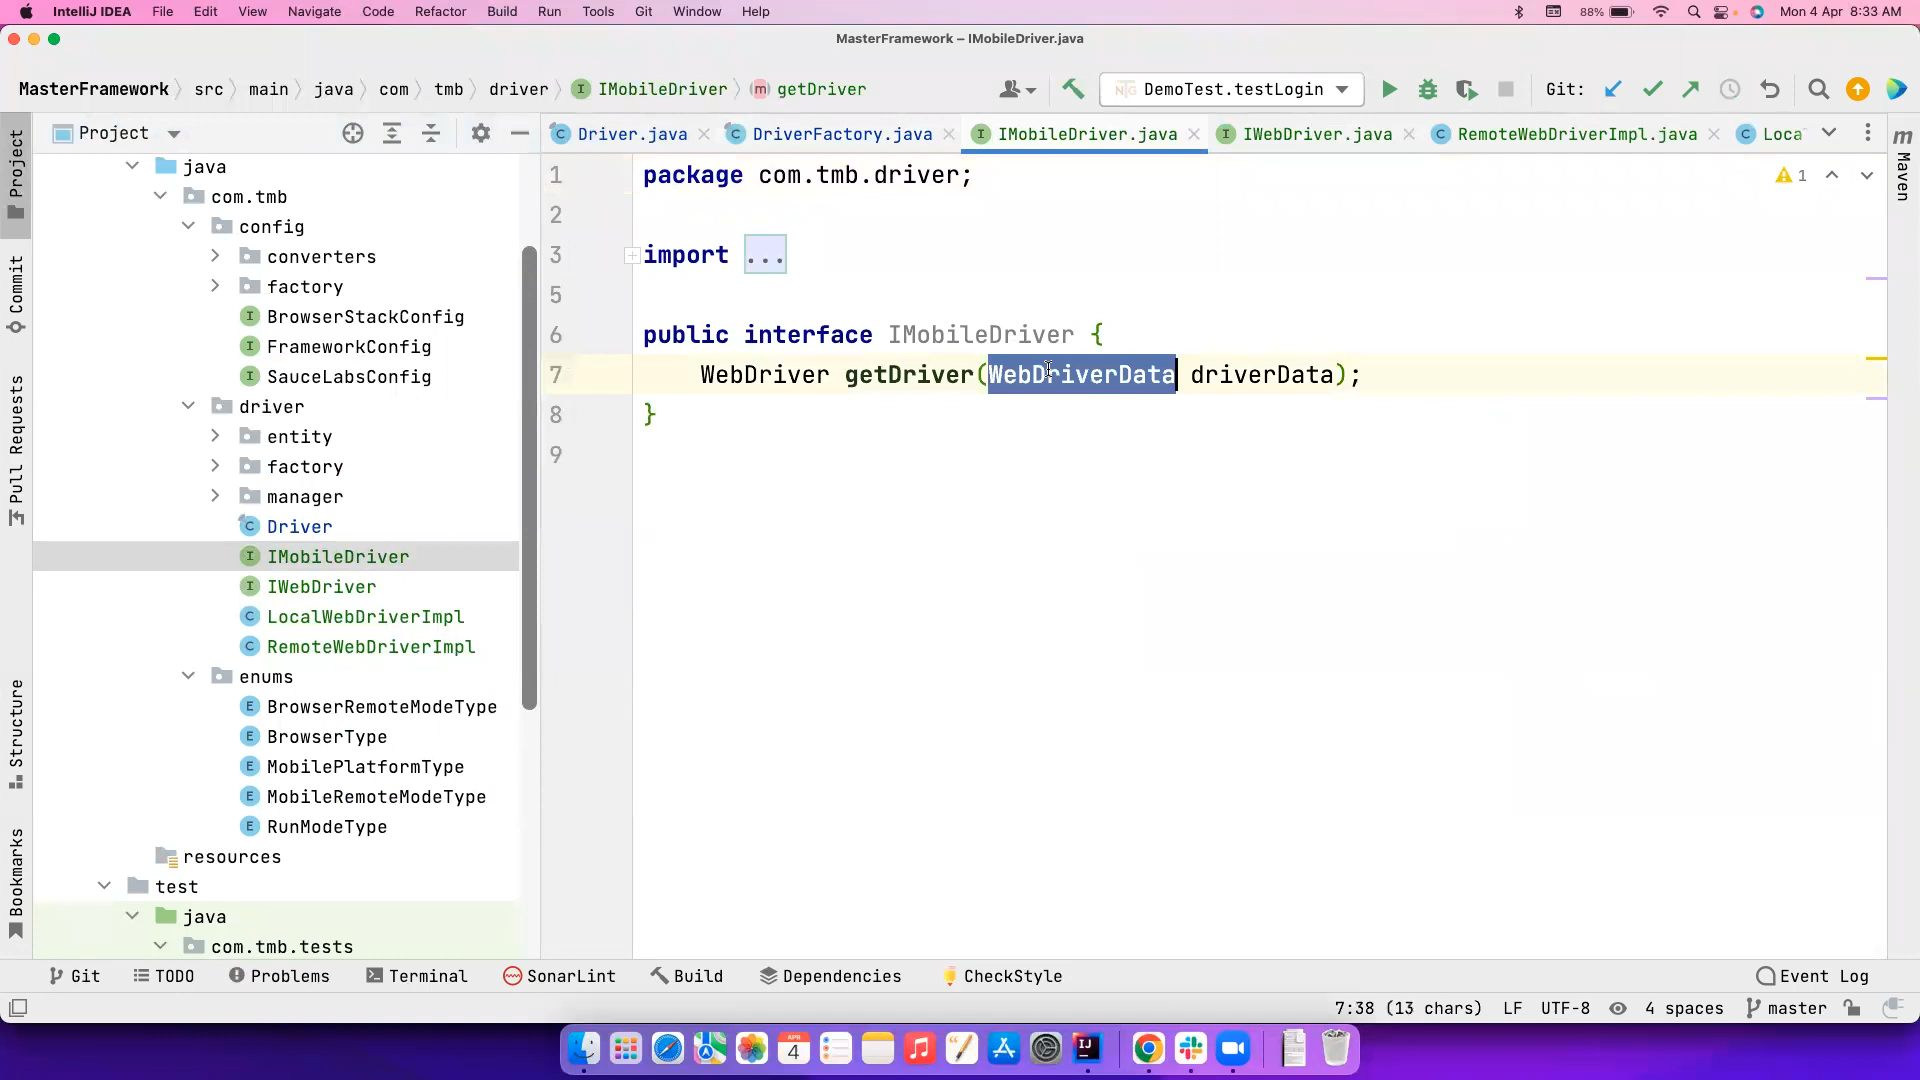 IntelliJ IDEA File Edit View Navigate Code Refactor Build Run Tools Git Window Help 88% Mon 4 Apr 8:33 AM
MasterFramework – IMobileDriver.java
MasterFramework src main java com tmb driver I IMobileDriver m getDriver DemoTest.testLogin Git:
Project Driver.java DriverFactory.java IMobileDriver.java IWebDriver.java RemoteWebDriverImpl.java Loca
java
com.tmb
config
converters
factory
BrowserStackConfig
FrameworkConfig
SauceLabsConfig
driver
entity
factory
manager
Driver
IMobileDriver
IWebDriver
LocalWebDriverImpl
RemoteWebDriverImpl
enums
BrowserRemoteModeType
BrowserType
MobilePlatformType
MobileRemoteModeType
RunModeType
resources
test
java
com.tmb.tests
1 package com.tmb.driver;
2
3 import ...
5
6 public interface IMobileDriver {
7 WebDriver getDriver(WebDriverData driverData);
8 }
9
1
Project
Commit
Pull Requests
Structure
Bookmarks
m Maven
Git TODO Problems Terminal SonarLint Build Dependencies CheckStyle Event Log
7:38 (13 chars) LF UTF-8 4 spaces master
APR
4
IJ